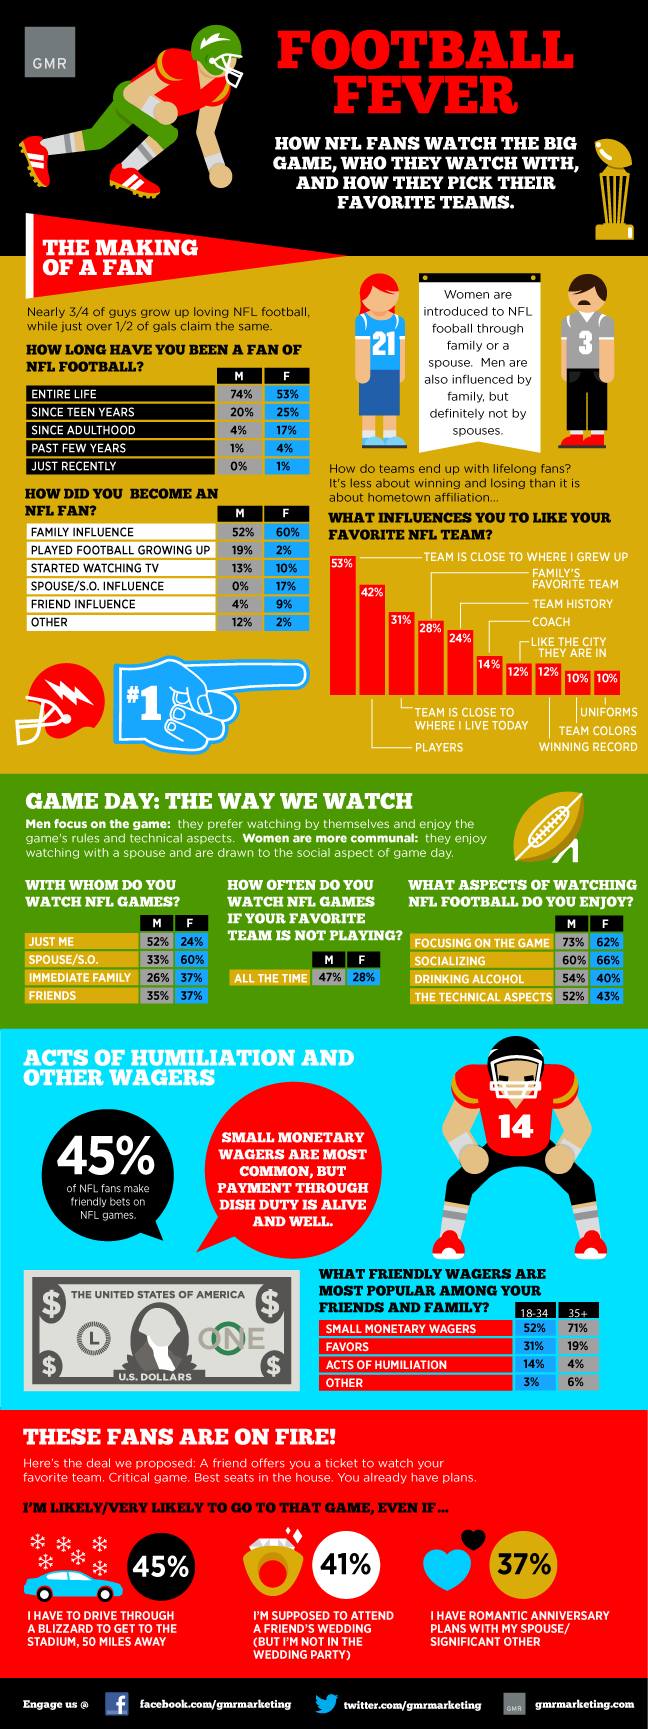 GMR
FOOTBALL
FEVER
HOW NFL FANS WATCH THE BIG
GAME, WHO THEY WATCH WITH,
AND HOW THEY PICK THEIR
FAVORITE TEAMS.
THE MAKING
OF A FAN
Nearly 3/4 of guys grow up loving NFL football,
while just over 1/2 of gals claim the same.
HOW LONG HAVE YOU BEEN A FAN OF
NFL FOOTBALL?
M F
ENTIRE LIFE 74% 53%
SINCE TEEN YEARS 20% 25%
SINCE ADULTHOOD 4% 17%
PAST FEW YEARS 1% 4%
JUST RECENTLY 0% 1%
HOW DID YOU BECOME AN
NFL FAN?
M F
FAMILY INFLUENCE 52% 60%
PLAYED FOOTBALL GROWING UP 19% 2%
STARTED WATCHING TV 13% 10%
SPOUSE/S.O. INFLUENCE 0% 17%
FRIEND INFLUENCE 4% 9%
OTHER 12% 2%
#1
21
Women are
introduced to NFL
fooball through
family or a
spouse. Men are
also influenced by
family, but
definitely not by
spouses.
3
How do teams end up with lifelong fans?
It's less about winning and losing than it is
about hometown affiliation...
WHAT INFLUENCES YOU TO LIKE YOUR
FAVORITE NFL TEAM?
53% TEAM IS CLOSE TO WHERE I GREW UP
42% PLAYERS
31% TEAM IS CLOSE TO
WHERE I LIVE TODAY
28% FAMILY'S
FAVORITE TEAM
24% TEAM HISTORY
14% COACH
12% LIKE THE CITY
THEY ARE IN
12% WINNING RECORD
10% TEAM COLORS
10% UNIFORMS
GAME DAY: THE WAY WE WATCH
Men focus on the game: they prefer watching by themselves and enjoy the
game's rules and technical aspects. Women are more communal: they enjoy
watching with a spouse and are drawn to the social aspect of game day.
WITH WHOM DO YOU
WATCH NFL GAMES?
M F
JUST ME 52% 24%
SPOUSE/S.O. 33% 60%
IMMEDIATE FAMILY 26% 37%
FRIENDS 35% 37%
HOW OFTEN DO YOU
WATCH NFL GAMES
IF YOUR FAVORITE
TEAM IS NOT PLAYING?
M F
ALL THE TIME 47% 28%
WHAT ASPECTS OF WATCHING
NFL FOOTBALL DO YOU ENJOY?
M F
FOCUSING ON THE GAME 73% 62%
SOCIALIZING 60% 66%
DRINKING ALCOHOL 54% 40%
THE TECHNICAL ASPECTS 52% 43%
ACTS OF HUMILIATION AND
OTHER WAGERS
45%
of NFL fans make
friendly bets on
NFL games.
SMALL MONETARY
WAGERS ARE MOST
COMMON, BUT
PAYMENT THROUGH
DISH DUTY IS ALIVE
AND WELL.
14
$ THE UNITED STATES OF AMERICA $
L ONE
$ U.S. DOLLARS $
WHAT FRIENDLY WAGERS ARE
MOST POPULAR AMONG YOUR
FRIENDS AND FAMILY?
18-34 35+
SMALL MONETARY WAGERS 52% 71%
FAVORS 31% 19%
ACTS OF HUMILIATION 14% 4%
OTHER 3% 6%
THESE FANS ARE ON FIRE!
Here's the deal we proposed: A friend offers you a ticket to watch your
favorite team. Critical game. Best seats in the house. You already have plans.
I'M LIKELY/VERY LIKELY TO GO TO THAT GAME, EVEN IF...
45%
I HAVE TO DRIVE THROUGH
A BLIZZARD TO GET TO THE
STADIUM, 50 MILES AWAY
41%
I'M SUPPOSED TO ATTEND
A FRIEND'S WEDDING
(BUT I'M NOT IN THE
WEDDING PARTY)
37%
I HAVE ROMANTIC ANNIVERSARY
PLANS WITH MY SPOUSE/
SIGNIFICANT OTHER
Engage us @ f facebook.com/gmrmarketing twitter.com/gmrmarketing GMR gmrmarketing.com